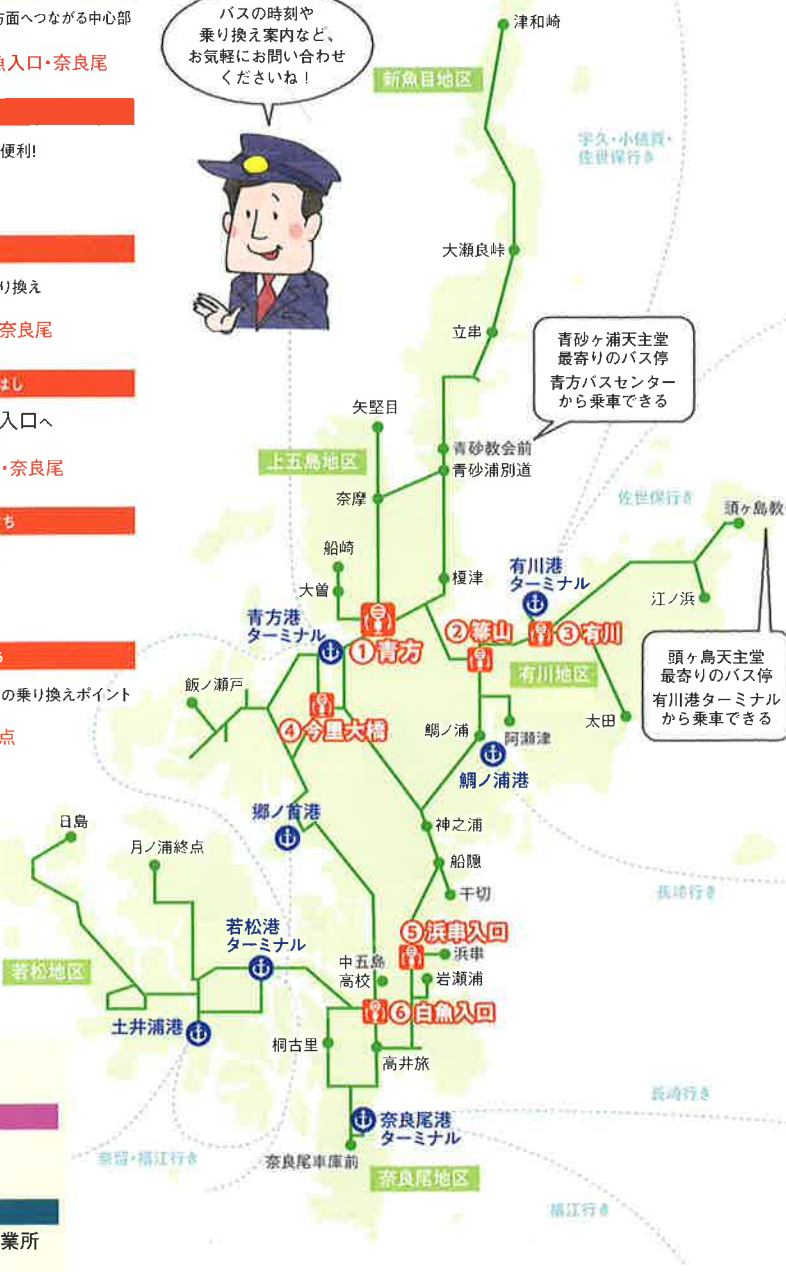 方面へつながる中心部
魚入口・奈良尾
便利!
り換え
奈良尾
はし
入口へ
・奈良尾
ち
の乗り換えポイント
点
業所
バスの時刻や
乗り換え案内など、
お気軽にお問い合わせ
くださいね！
津和崎
新魚目地区
宇久・小値賀・
佐世保行き
大瀬良峠
立串
青砂ヶ浦天主堂
最寄りのバス停
青方バスセンター
から乗車できる
矢堅目
青砂教会前
青砂浦別道
上五島地区
奈摩
佐世保行き
頭ヶ島教
船崎
大曽
榎津
有川港
ターミナル
江ノ浜
青方港
ターミナル
①青方
②篠山
③有川
頭ヶ島天主堂
最寄りのバス停
有川港ターミナル
から乗車できる
有川地区
飯ノ瀬戸
④今里大橋
鯛ノ浦
阿瀬津
太田
鯛ノ浦港
郷ノ首港
神之浦
日島
月ノ浦終点
船隠
干切
長崎行き
若松港
ターミナル
⑤浜串入口
浜串
中五島
高校
岩瀬浦
若松地区
⑥白魚入口
土井浦港
桐古里
高井旅
長崎行き
奈良尾港
ターミナル
奈留・福江行き
奈良尾車庫前
奈良尾地区
福江行き